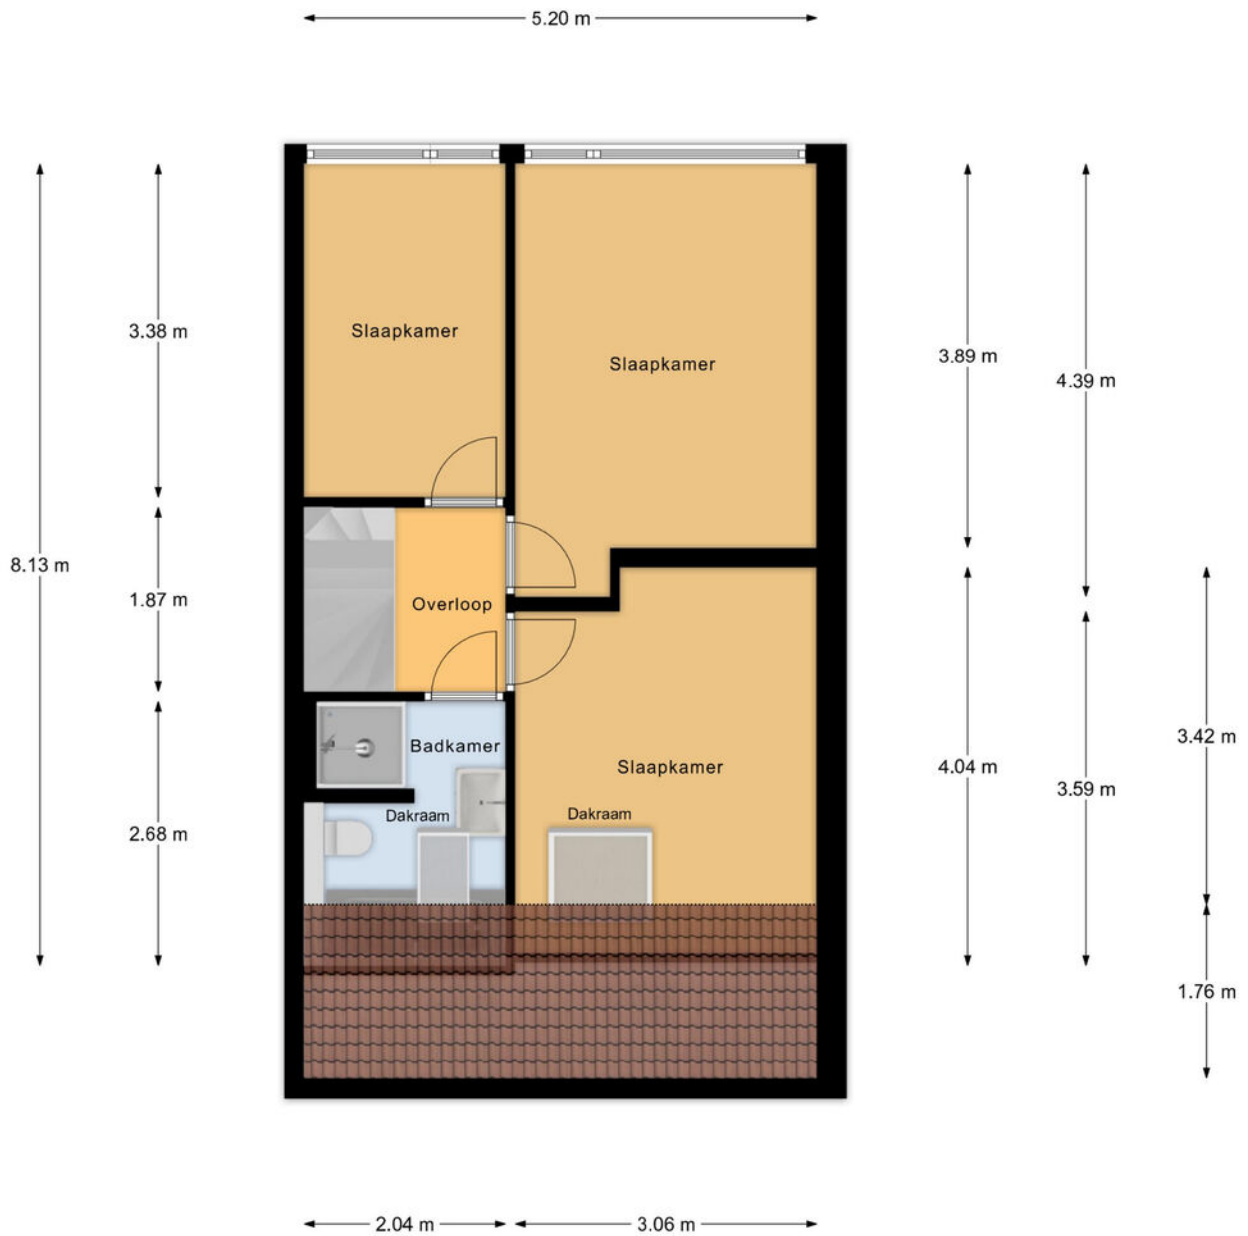 5.20 m
Slaapkamer
3.38 m
Slaapkamer
3.89 m
4.39 m
8.13 m
1.87 m
Overloop
Badkamer
3.42 m
Slaapkamer
4.04 m
3.59 m
Dakraam
Dakraam
2.68 m
1.76 m
2.04 m
3.06 m